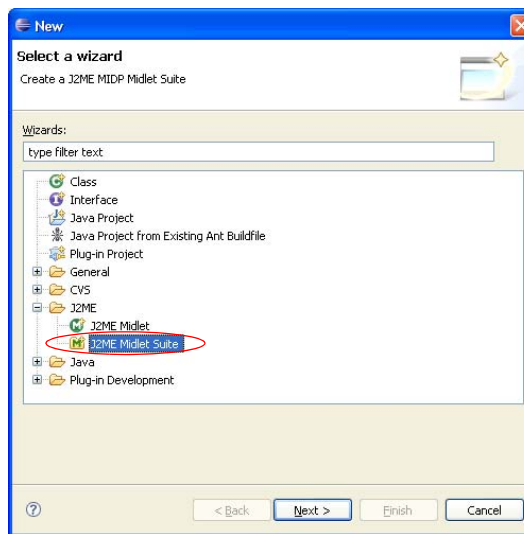 New
Select a wizard
Create a J2ME MIDP Midlet Suite
Wizards:
type filter text
Class
Interface
Java Project
Java Project from Existing Ant Buildfile
Plug-in Project
General
CVS
J2ME
J2ME Midlet
J2ME Midlet Suite
Java
Plug-in Development
< Back Next > Finish Cancel